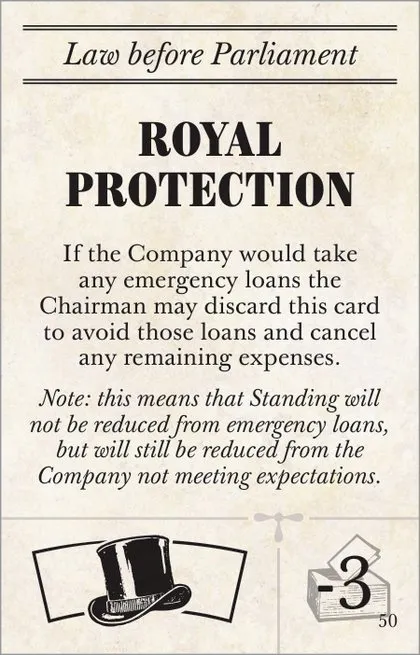 Law before Parliament
ROYAL
PROTECTION
If the Company would take
any emergency loans the
Chairman may discard this card
to avoid those loans and cancel
any remaining expenses.
Note: this means that Standing will
not be reduced from emergency loans,
but will still be reduced from the
Company not meeting expectations.
-3
50